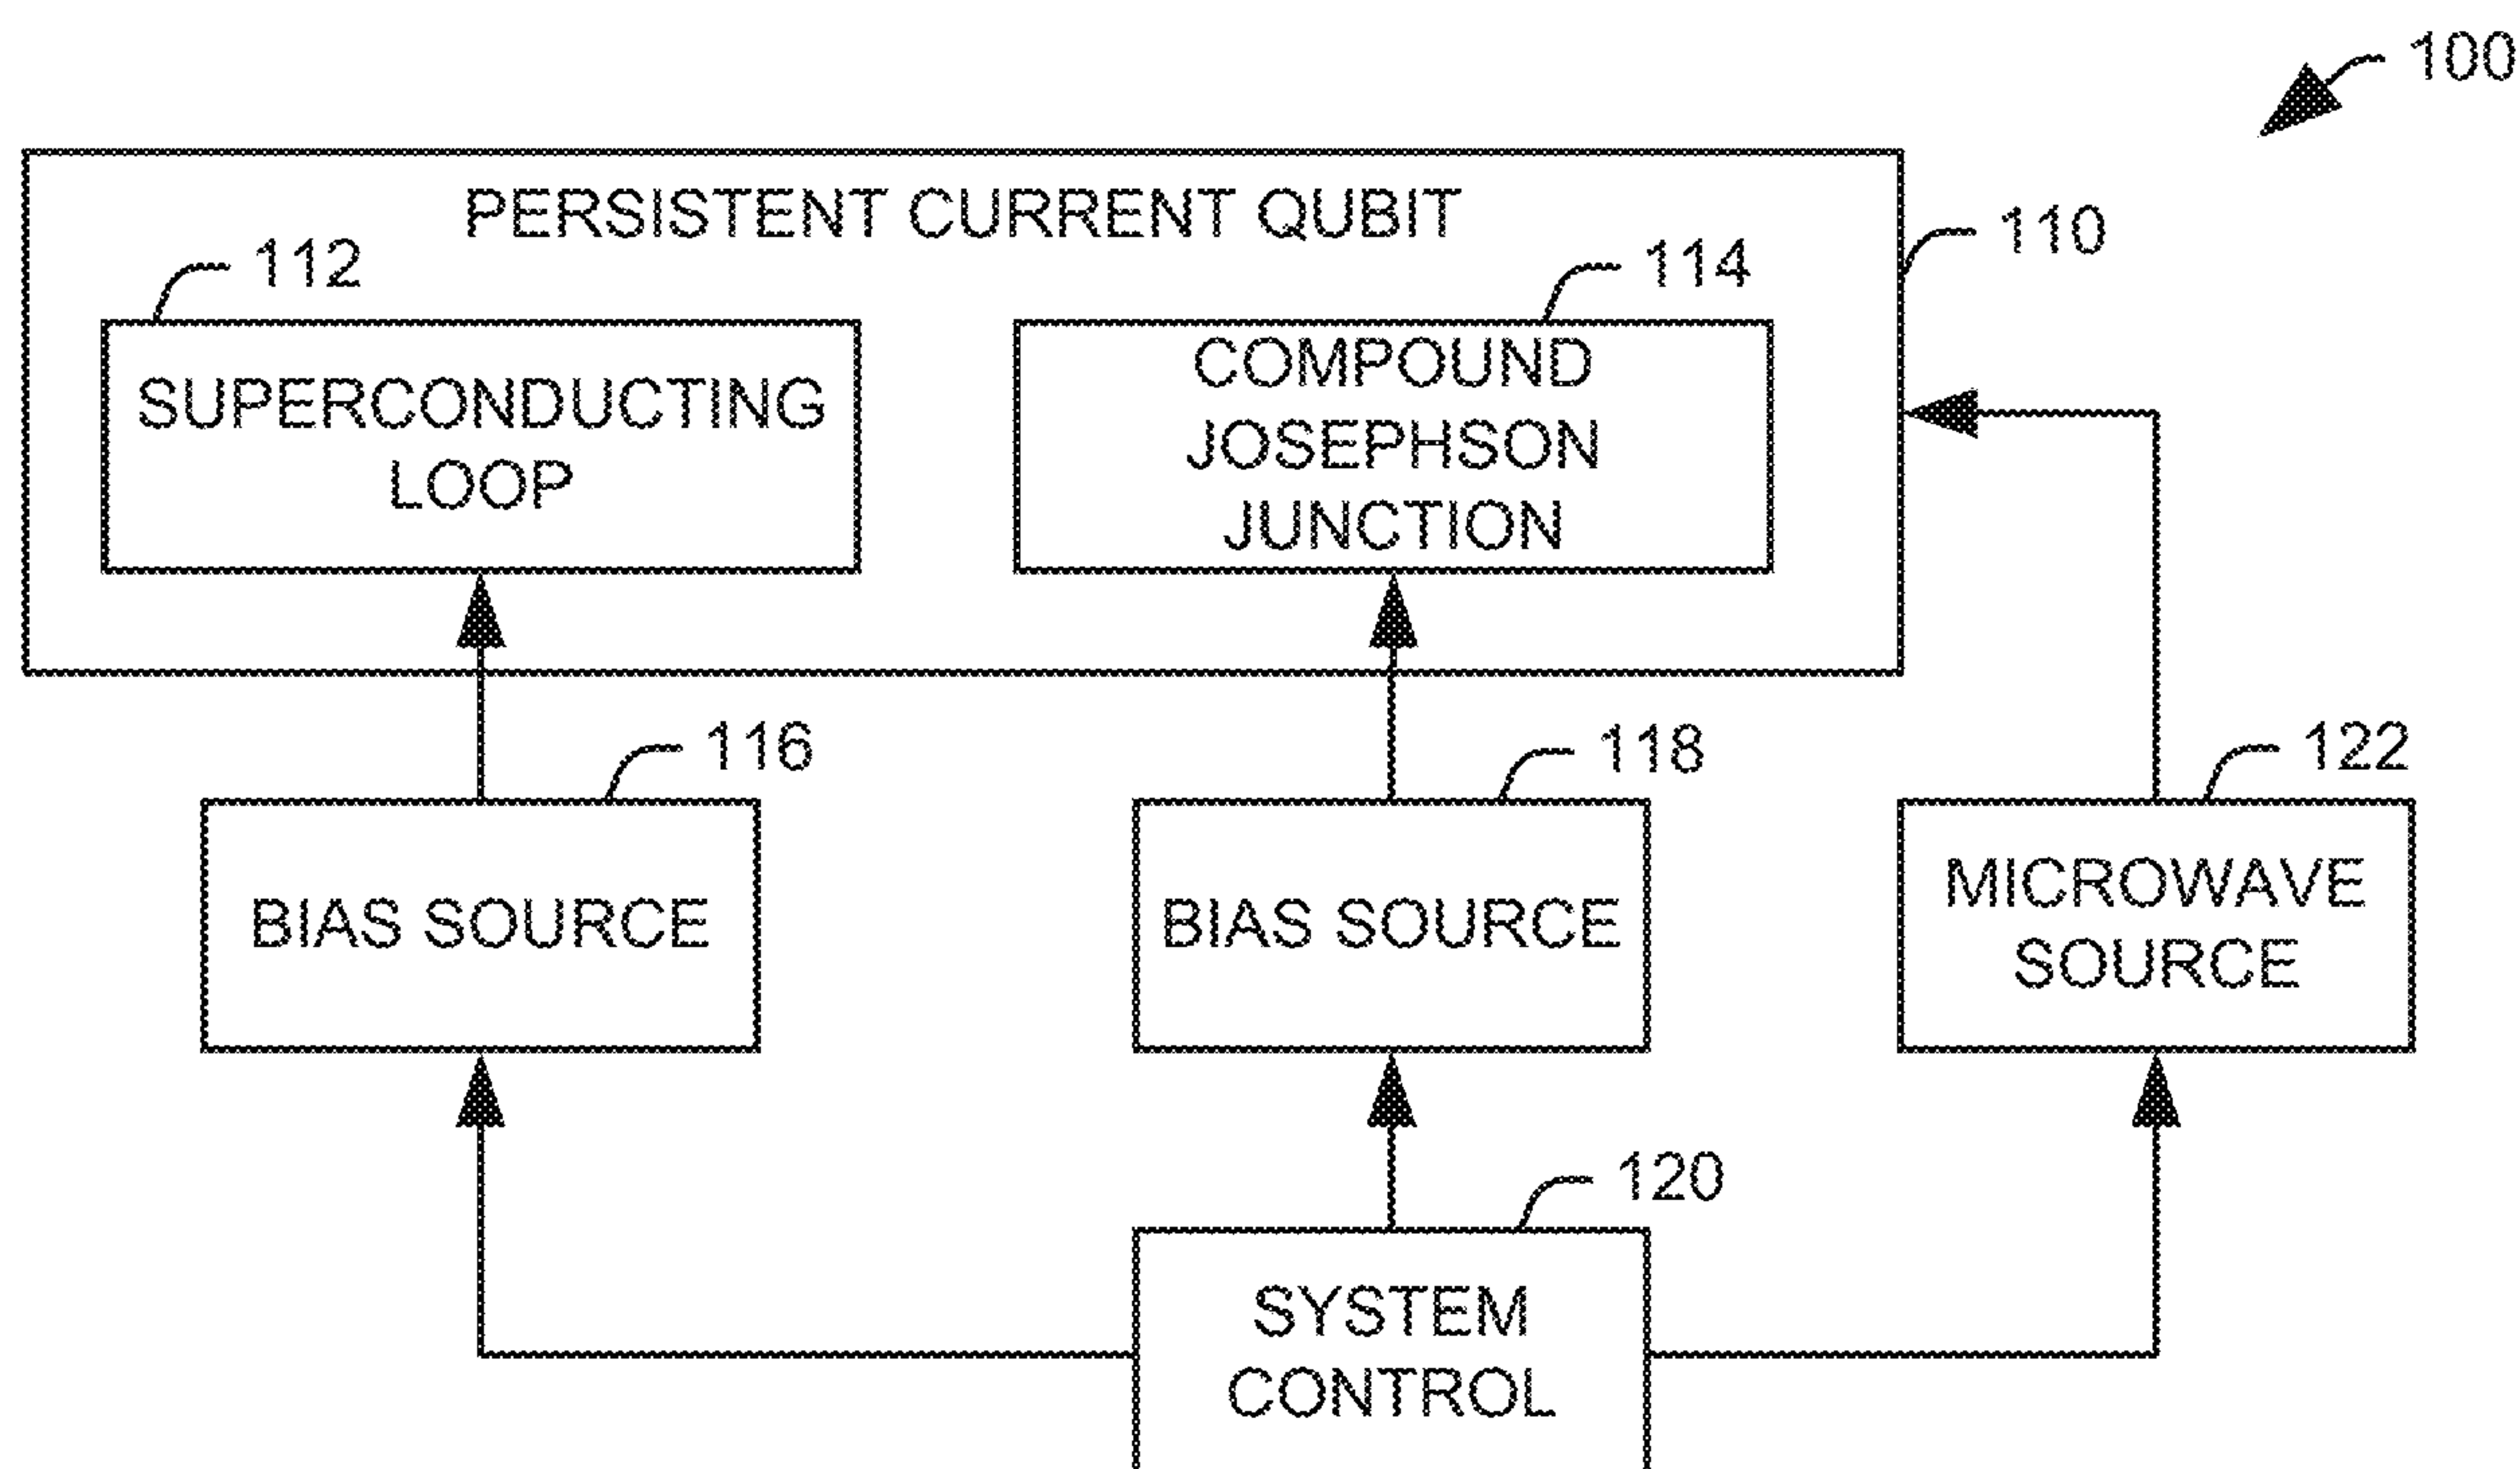 100
PERSISTENT CURRENT QUBIT
110
112
114
SUPERCONDUCTING
LOOP
COMPOUND
JOSEPHSON
JUNCTION
116
118
122
BIAS SOURCE
BIAS SOURCE
MICROWAVE
SOURCE
120
SYSTEM
CONTROL